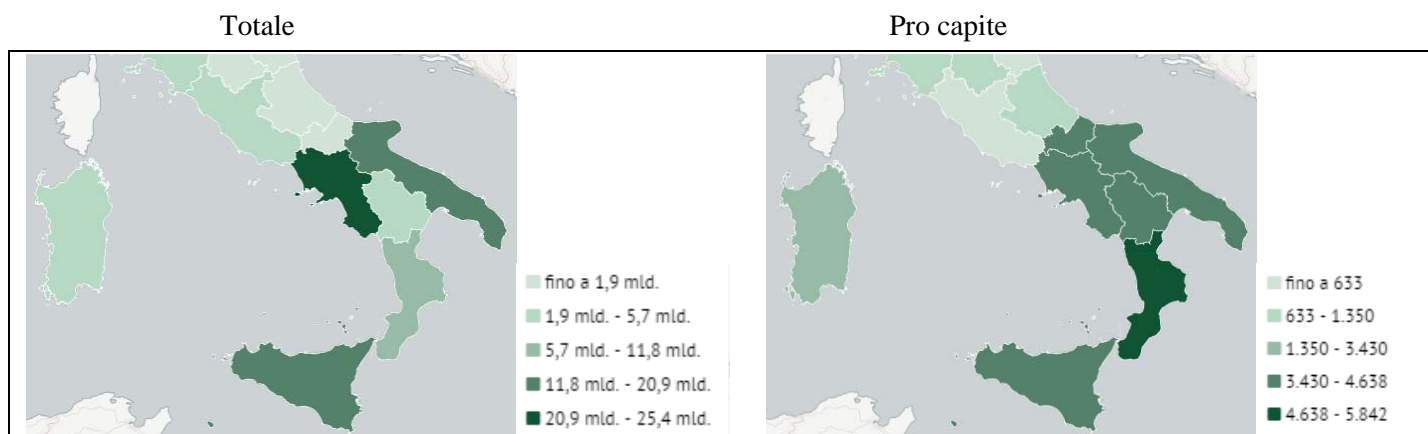 Totale
Pro capite
fino a 1,9 mld.
1,9 mld. - 5,7 mld.
5,7 mld. - 11,8 mld.
11,8 mld. - 20,9 mld.
20,9 mld. - 25,4 mld.
fino a 633
633 - 1.350
1.350 - 3.430
3.430 - 4.638
4.638 - 5.842